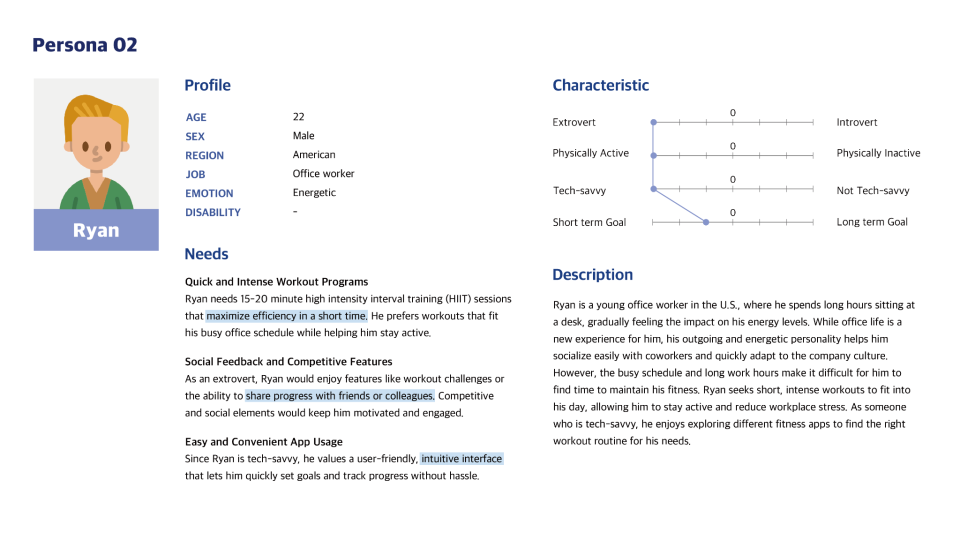 Persona 02
Ryan
Profile
AGE 22
SEX Male
REGION American
JOB Office worker
EMOTION Energetic
DISABILITY -
Needs
Quick and Intense Workout Programs
Ryan needs 15-20 minute high intensity interval training (HIIT) sessions
that maximize efficiency in a short time. He prefers workouts that fit
his busy office schedule while helping him stay active.
Social Feedback and Competitive Features
As an extrovert, Ryan would enjoy features like workout challenges or
the ability to share progress with friends or colleagues. Competitive
and social elements would keep him motivated and engaged.
Easy and Convenient App Usage
Since Ryan is tech-savvy, he values a user-friendly, intuitive interface
that lets him quickly set goals and track progress without hassle.
Characteristic
Extrovert 0 Introvert
Physically Active 0 Physically Inactive
Tech-savvy 0 Not Tech-savvy
Short term Goal 0 Long term Goal
Description
Ryan is a young office worker in the U.S., where he spends long hours sitting at
a desk, gradually feeling the impact on his energy levels. While office life is a
new experience for him, his outgoing and energetic personality helps him
socialize easily with coworkers and quickly adapt to the company culture.
However, the busy schedule and long work hours make it difficult for him to
find time to maintain his fitness. Ryan seeks short, intense workouts to fit into
his day, allowing him to stay active and reduce workplace stress. As someone
who is tech-savvy, he enjoys exploring different fitness apps to find the right
workout routine for his needs.